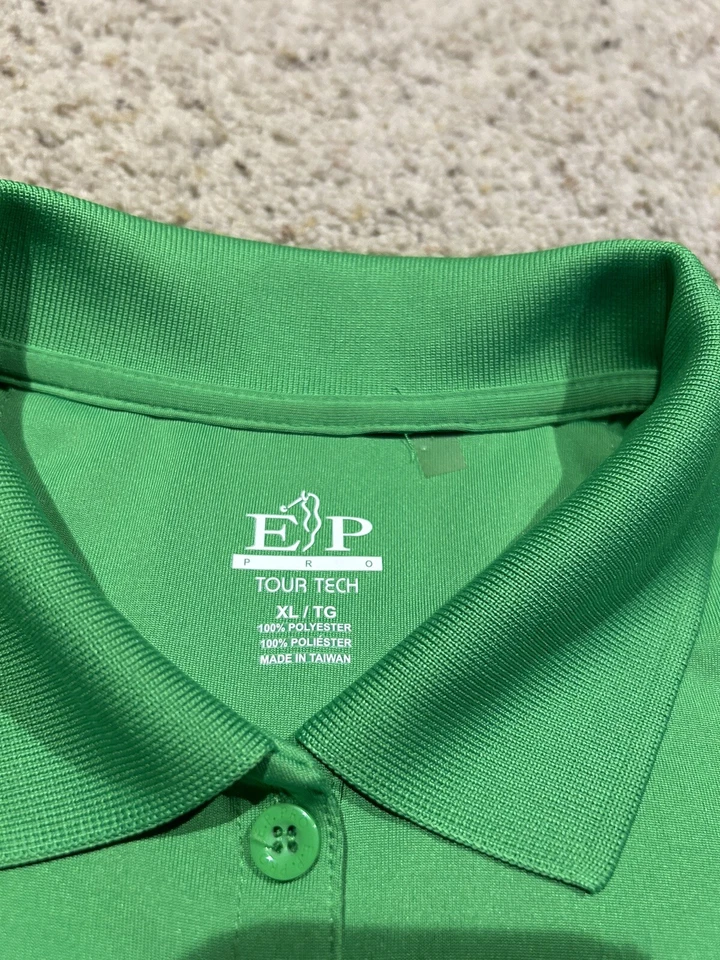 EP
PRO
TOUR TECH
XL / TG
100% POLYESTER
100% POLIÉSTER
MADE IN TAIWAN